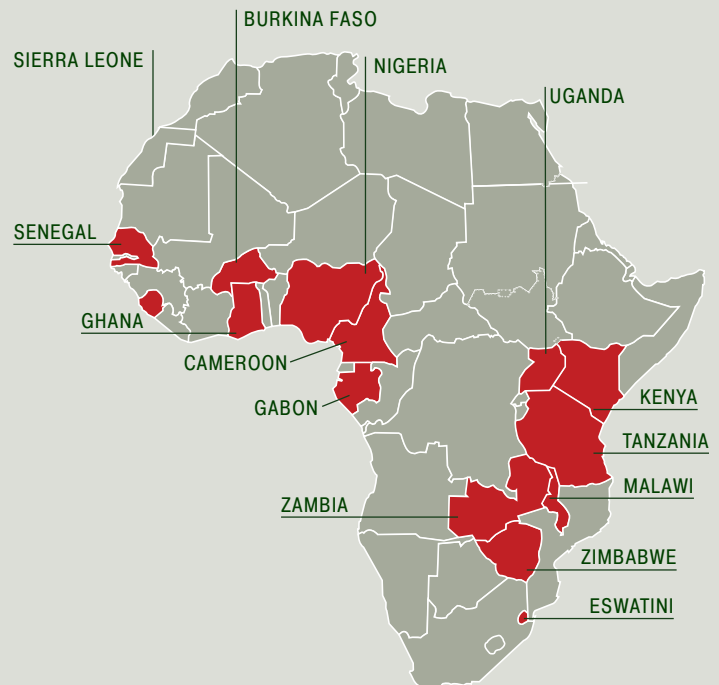 BURKINA FASO
SIERRA LEONE
NIGERIA
UGANDA
SENEGAL
GHANA
CAMEROON
GABON
KENYA
TANZANIA
MALAWI
ZAMBIA
ZIMBABWE
ESWATINI